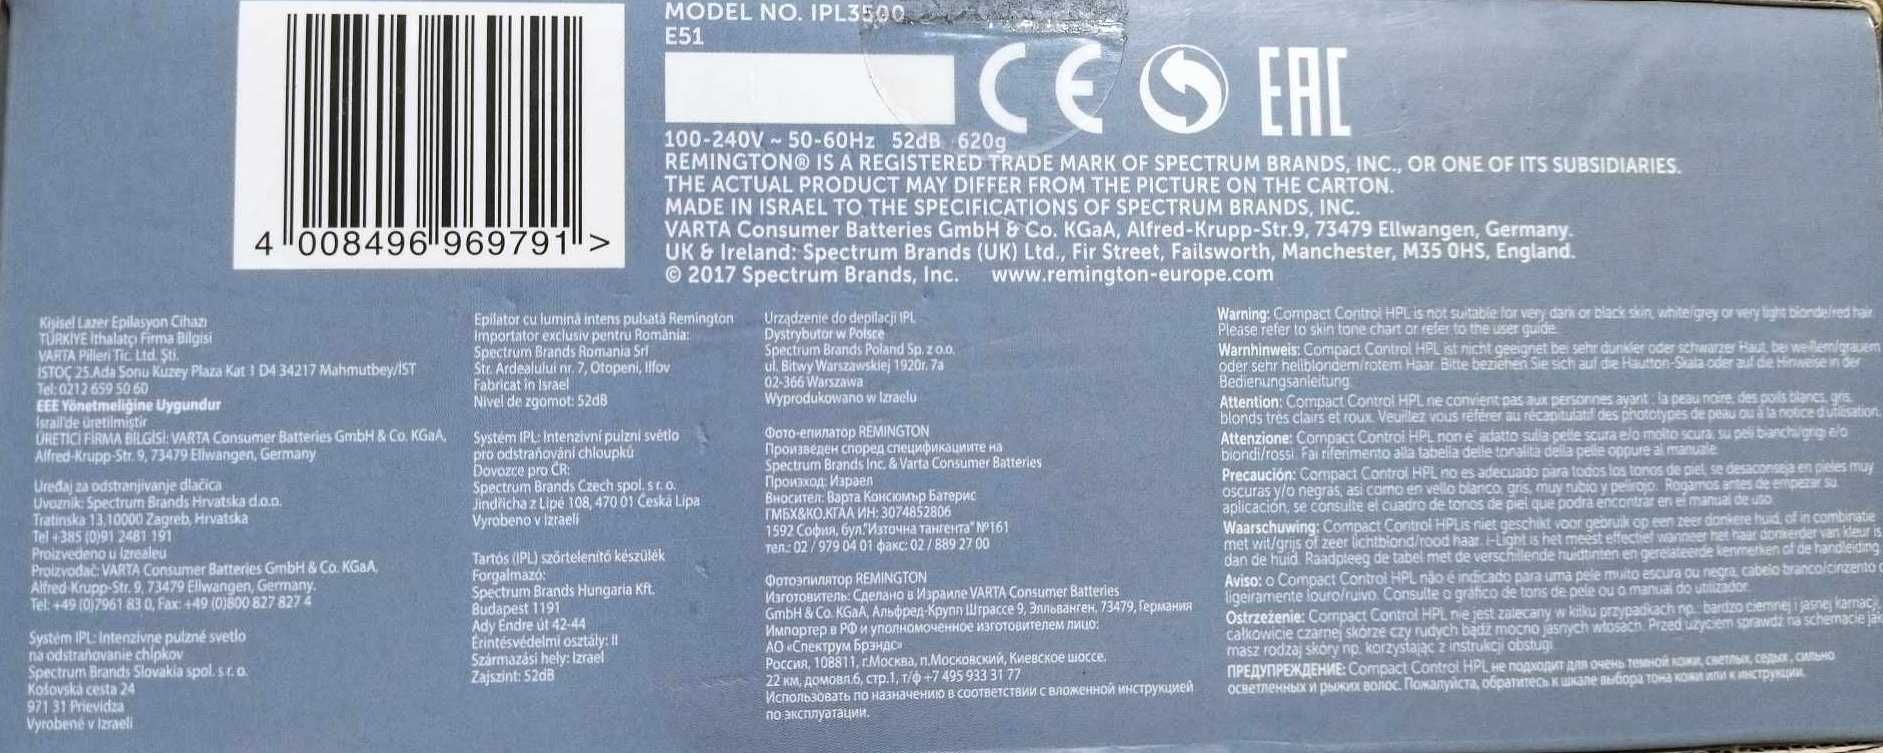 4 008496 969791 >
MODEL NO. IPL3500
E51
CE EAC
100-240V ~ 50-60Hz 52dB 620g
REMINGTON® IS A REGISTERED TRADE MARK OF SPECTRUM BRANDS, INC., OR ONE OF ITS SUBSIDIARIES.
THE ACTUAL PRODUCT MAY DIFFER FROM THE PICTURE ON THE CARTON.
MADE IN ISRAEL TO THE SPECIFICATIONS OF SPECTRUM BRANDS, INC.
VARTA Consumer Batteries GmbH & Co. KGaA, Alfred-Krupp-Str.9, 73479 Ellwangen, Germany.
UK & Ireland: Spectrum Brands (UK) Ltd., Fir Street, Failsworth, Manchester, M35 0HS, England.
© 2017 Spectrum Brands, Inc. www.remington-europe.com
Kişisel Lazer Epilasyon Cihazı
TÜRKİYE İthalatçı Firma Bilgisi
VARTA Pilleri Tic. Ltd. Şti.
İSTOÇ 25.Ada Sonu Kuzey Plaza Kat 1 D4 34217 Mahmutbey/İST
Tel: 0212 659 50 60
EEE Yönetmeliğine Uygundur
İsrail'de üretilmiştir
ÜRETİCİ FİRMA BİLGİSİ: VARTA Consumer Batteries GmbH & Co. KGaA,
Alfred-Krupp-Str. 9, 73479 Ellwangen, Germany
Uređaj za odstranjivanje dlačica
Uvoznik: Spectrum Brands Hrvatska d.o.o.
Tratinska 13,10000 Zagreb, Hrvatska
Tel +385 (0)91 2481 191
Proizvedeno u Izrealeu
Proizvođač: VARTA Consumer Batteries GmbH & Co. KGaA,
Alfred-Krupp-Str. 9, 73479 Ellwangen, Germany.
Tel: +49 (0)7961 83 0, Fax: +49 (0)800 827 827 4
Systém IPL: Intenzívne pulzné svetlo
na odstraňovanie chĺpkov
Spectrum Brands Slovakia spol. s r. o.
Košovská cesta 24
971 31 Prievidza
Vyrobené v Izraeli
Epilator cu lumină intens pulsată Remington
Importator exclusiv pentru România:
Spectrum Brands Romania Srl
Str. Ardealului nr. 7, Otopeni, Ilfov
Fabricat în Israel
Nivel de zgomot: 52dB
Systém IPL: Intenzivní pulzní světlo
pro odstraňování chloupků
Dovozce pro ČR:
Spectrum Brands Czech spol. s r. o.
Jindřicha z Lipé 108, 470 01 Česká Lípa
Vyrobeno v Izraeli
Tartós (IPL) szőrtelenítő készülék
Forgalmazó:
Spectrum Brands Hungaria Kft.
Budapest 1191
Ady Endre út 42-44
Érintésvédelmi osztály: II
Származási hely: Izrael
Zajszint: 52dB
Urządzenie do depilacji IPL
Dystrybutor w Polsce
Spectrum Brands Poland Sp. z o.o.
ul. Bitwy Warszawskiej 1920r. 7a
02-366 Warszawa
Wyprodukowano w Izraelu
Фото-епилатор REMINGTON
Произведен според спецификациите на
Spectrum Brands Inc. & Varta Consumer Batteries
Произход: Израел
Вносител: Варта Консюмър Батерис
ГМБХ&КО.КГАА ИН: 3074852806
1592 София, бул."Източна тангента" №161
тел.: 02 / 979 04 01 факс: 02 / 889 27 00
Фотоэпилятор REMINGTON
Изготовитель: Сделано в Израиле VARTA Consumer Batteries
GmbH & Co. KGaA, Альфред-Крупп Штрассе 9, Элльванген, 73479, Германия
Импортер в РФ и уполномоченное изготовителем лицо:
АО «Спектрум Брэндс»
Россия, 108811, г.Москва, п.Московский, Киевское шоссе,
22 км, домовл.6, стр.1, т/ф +7 495 933 31 77
Использовать по назначению в соответствии с вложенной инструкцией
по эксплуатации.
Warning: Compact Control HPL is not suitable for very dark or black skin, white/grey or very light blonde/red hair.
Please refer to skin tone chart or refer to the user guide.
Warnhinweis: Compact Control HPL ist nicht geeignet bei sehr dunkler oder schwarzer Haut, bei weißem/grauem
oder sehr hellblondem/rotem Haar. Bitte beziehen Sie sich auf die Hautton-Skala oder auf die Hinweise in der
Bedienungsanleitung.
Attention: Compact Control HPL ne convient pas aux personnes ayant : la peau noire, des poils blancs, gris,
blonds très clairs et roux. Veuillez vous référer au récapitulatif des phototypes de peau ou à la notice d'utilisation.
Attenzione: Compact Control HPL non e' adatto sulla pelle scura e/o molto scura, su peli bianchi/grigi e/o
biondi/rossi. Fai riferimento alla tabella delle tonalità della pelle oppure al manuale.
Precaución: Compact Control HPL no es adecuado para todos los tonos de piel, se desaconseja en pieles muy
oscuras y/o negras, así como en vello blanco, gris, muy rubio y pelirojo. Rogamos antes de empezar su
aplicación, se consulte el cuadro de tonos de piel que podrá encontrar en el manual de uso.
Waarschuwing: Compact Control HPLis niet geschikt voor gebruik op een zeer donkere huid, of in combinatie
met wit/grijs of zeer lichtblond/rood haar. i-Light is het meest effectief wanneer het haar donkerder van kleur is
dan de huid. Raadpleeg de tabel met de verschillende huidtinten en gerelateerde kenmerken of de handleiding
Aviso: o Compact Control HPL não é indicado para uma pele muito escura ou negra, cabelo branco/cinzento o
ligeiramente louro/ruivo. Consulte o gráfico de tons de pele ou o manual do utilizador.
Ostrzeżenie: Compact Control HPL nie jest zalecany w kilku przypadkach np.: bardzo ciemnej i jasnej karnacji,
całkowicie czarnej skórze czy rudych bądź mocno jasnych włosach. Przed użyciem sprawdź na schemacie jak
masz rodzaj skóry np. korzystając z instrukcji obsługi
ПРЕДУПРЕЖДЕНИЕ: Compact Control HPL не подходит для очень темной кожи, светлых, седых , сильно
осветленных и рыжих волос. Пожалуйста, обратитесь к шкале выбора тона кожи или к инструкции.